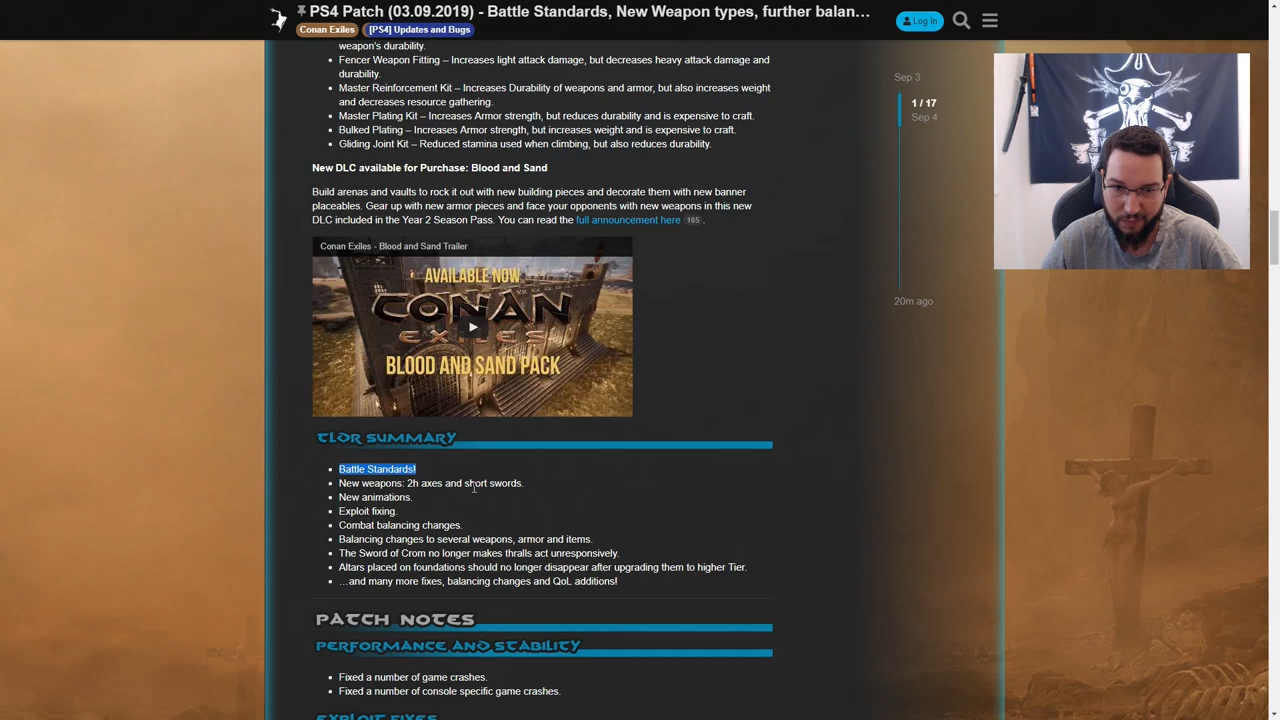 PS4 Patch (03.09.2019) - Battle Standards, New Weapon types, further balan...
Conan Exiles
[PS4] Updates and Bugs
Log In
weapon's durability.
Fencer Weapon Fitting – Increases light attack damage, but decreases heavy attack damage and
durability.
Master Reinforcement Kit – Increases Durability of weapons and armor, but also increases weight
and decreases resource gathering.
Master Plating Kit – Increases Armor strength, but reduces durability and is expensive to craft.
Bulked Plating – Increases Armor strength, but increases weight and is expensive to craft.
Gliding Joint Kit – Reduced stamina used when climbing, but also reduces durability.
New DLC available for Purchase: Blood and Sand
Build arenas and vaults to rock it out with new building pieces and decorate them with new banner
placeables. Gear up with new armor pieces and face your opponents with new weapons in this new
DLC included in the Year 2 Season Pass. You can read the full announcement here 165.
Conan Exiles - Blood and Sand Trailer
AVAILABLE NOW
CONAN
EXILES
BLOOD AND SAND PACK
TLDR SUMMARY
Battle Standards!
New weapons: 2h axes and short swords.
New animations.
Exploit fixing.
Combat balancing changes.
Balancing changes to several weapons, armor and items.
The Sword of Crom no longer makes thralls act unresponsively.
Altars placed on foundations should no longer disappear after upgrading them to higher Tier.
…and many more fixes, balancing changes and QoL additions!
PATCH NOTES
PERFORMANCE AND STABILITY
Fixed a number of game crashes.
Fixed a number of console specific game crashes.
EXPLOIT FIXES
Sep 3
1 / 17
Sep 4
20m ago